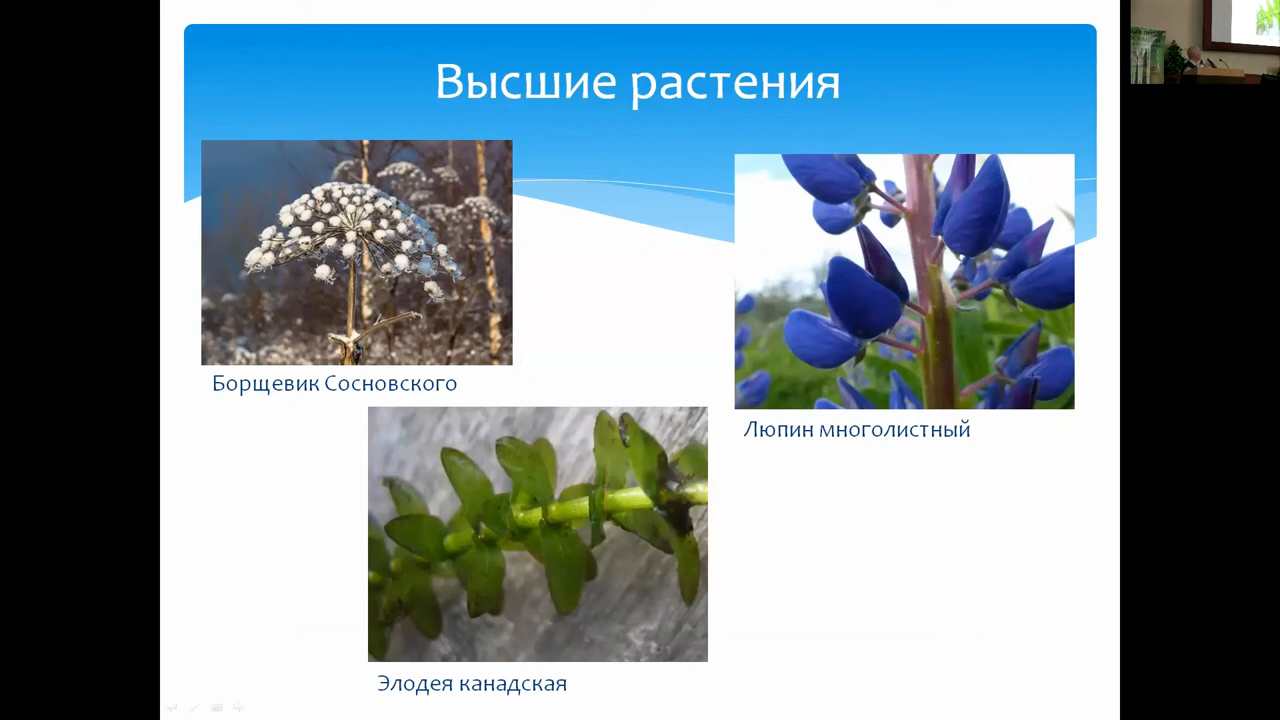 Высшие растения
Борщевик Сосновского
Люпин многолистный
Элодея канадская